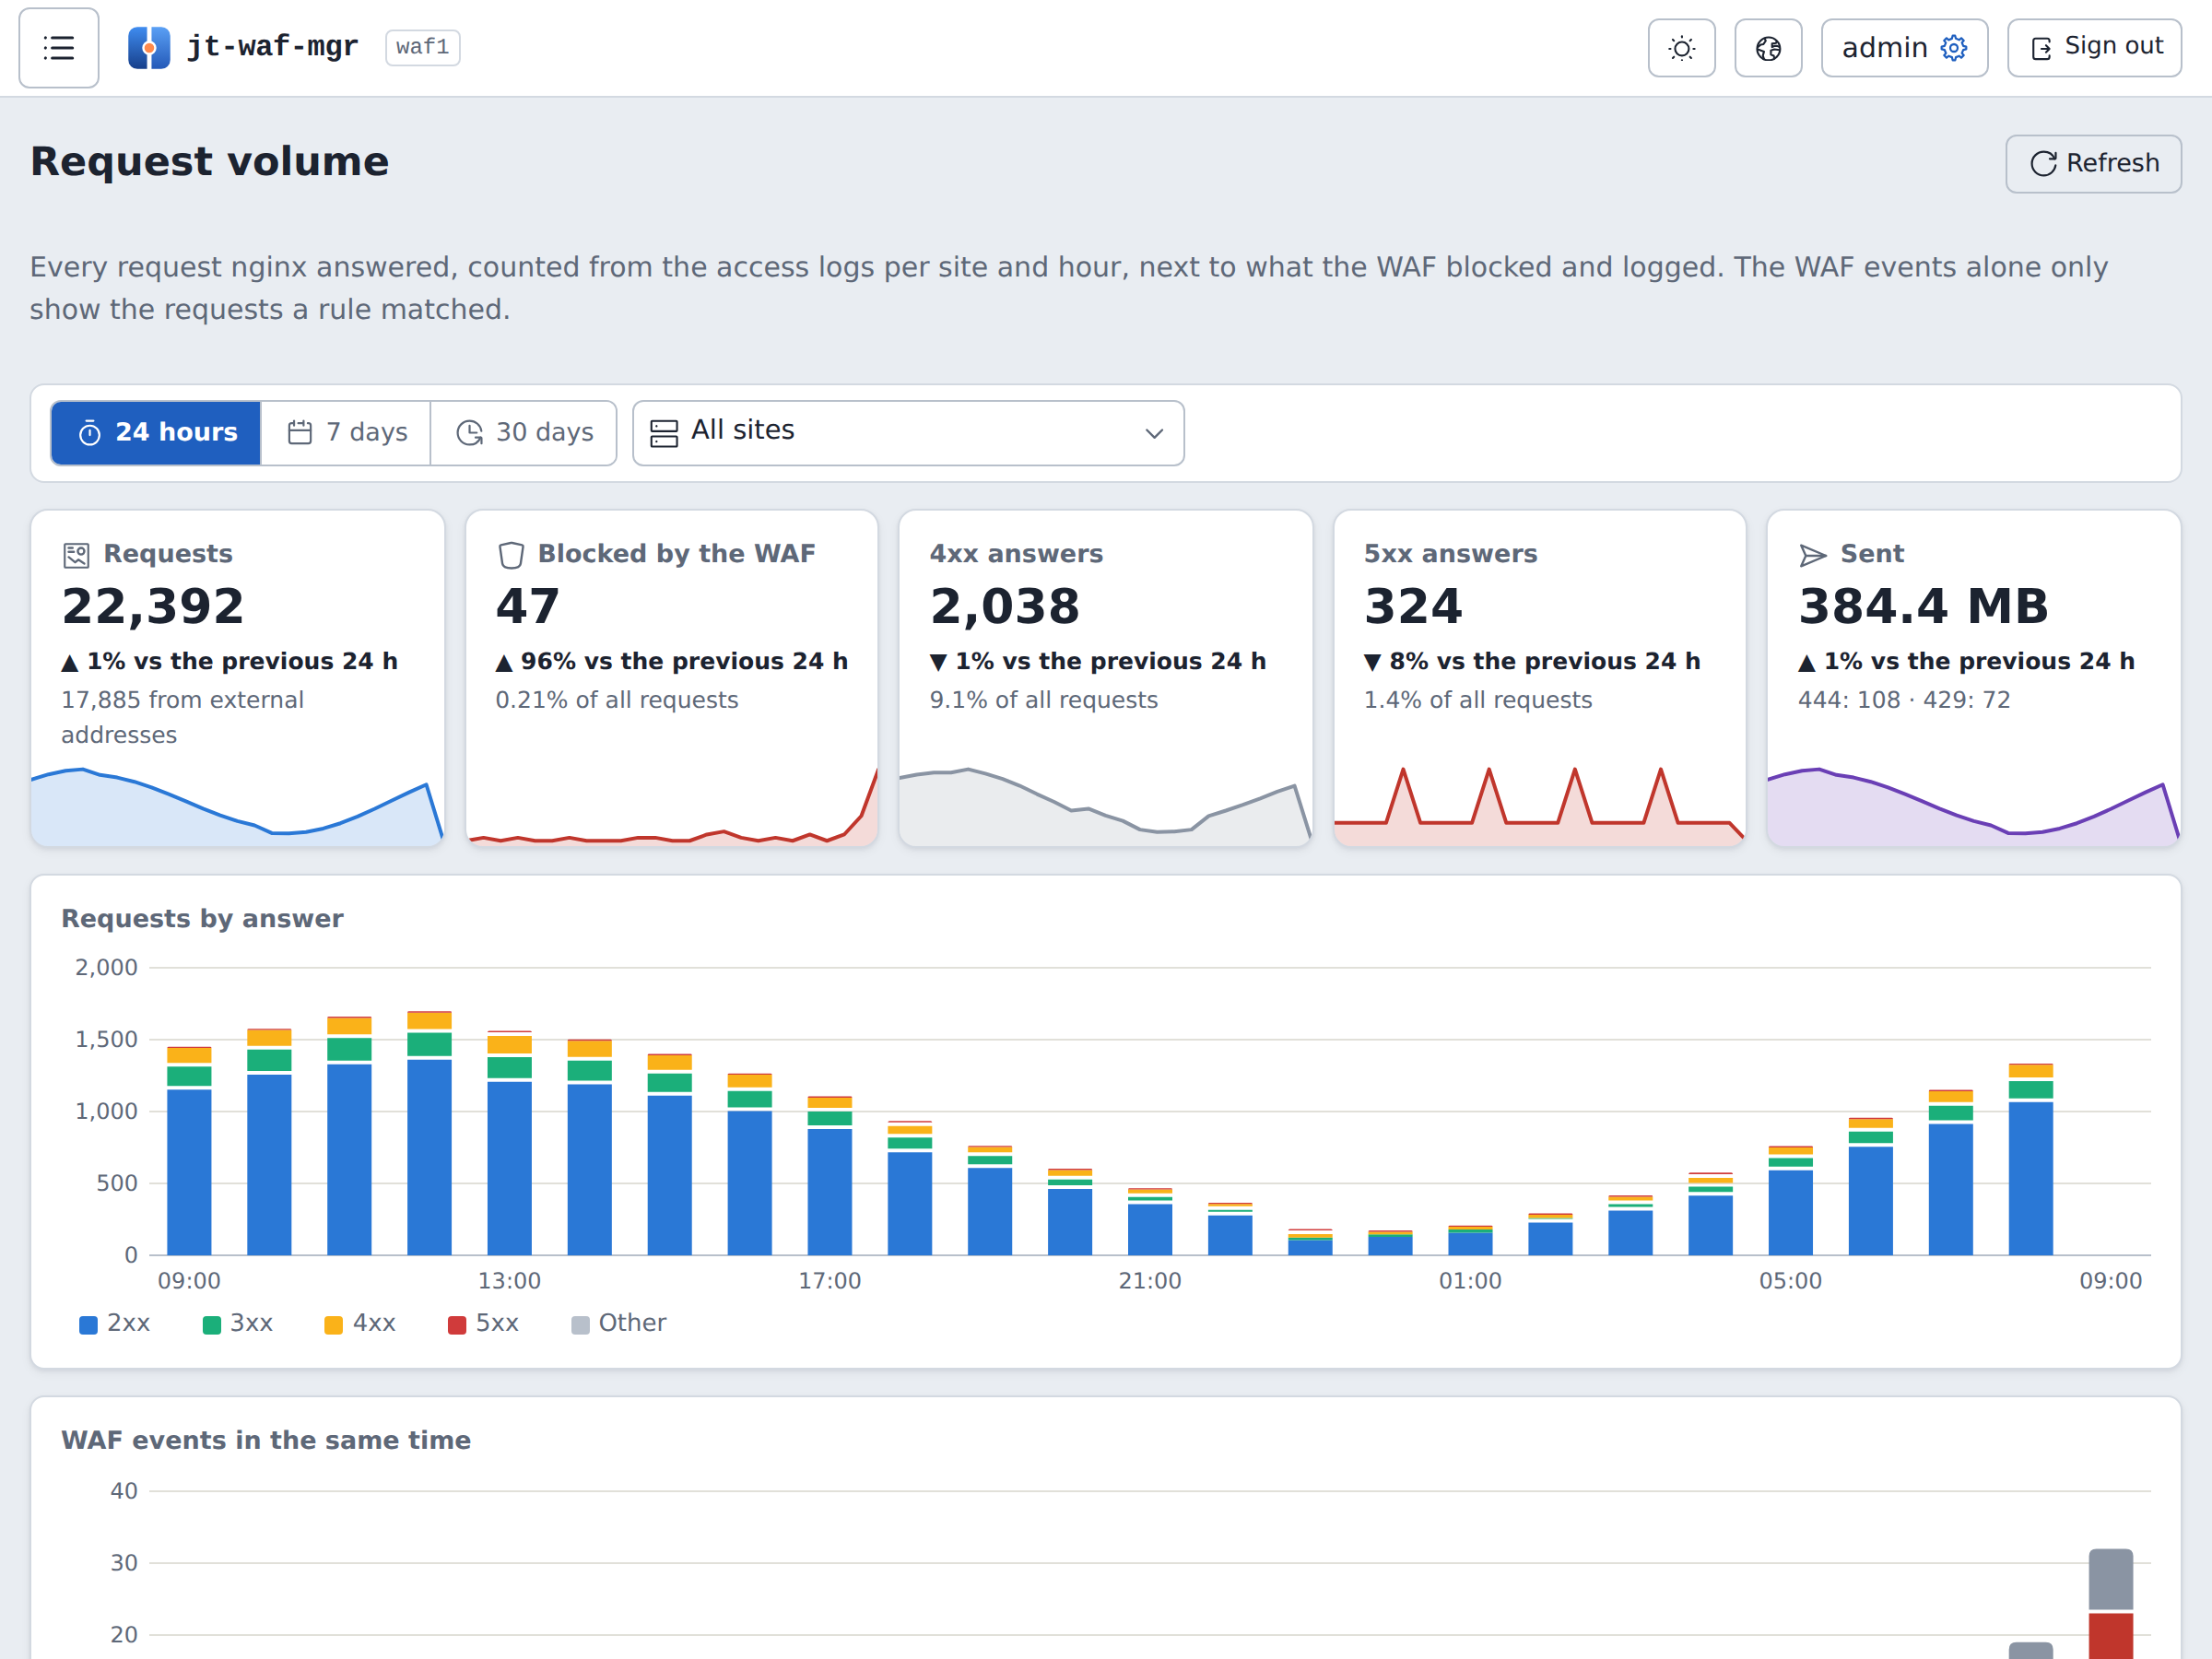 jt-waf-mgr
waf1
admin
Sign out
Request volume
Refresh
Every request nginx answered, counted from the access logs per site and hour, next to what the WAF blocked and logged. The WAF events alone only
show the requests a rule matched.
24 hours
7 days
30 days
All sites
Requests
22,392
▲ 1% vs the previous 24 h
17,885 from external
addresses
Blocked by the WAF
47
▲ 96% vs the previous 24 h
0.21% of all requests
4xx answers
2,038
▼ 1% vs the previous 24 h
9.1% of all requests
5xx answers
324
▼ 8% vs the previous 24 h
1.4% of all requests
Sent
384.4 MB
▲ 1% vs the previous 24 h
444: 108 · 429: 72
Requests by answer
2,000
1,500
1,000
500
0
09:00
13:00
17:00
21:00
01:00
05:00
09:00
2xx
3xx
4xx
5xx
Other
WAF events in the same time
40
30
20